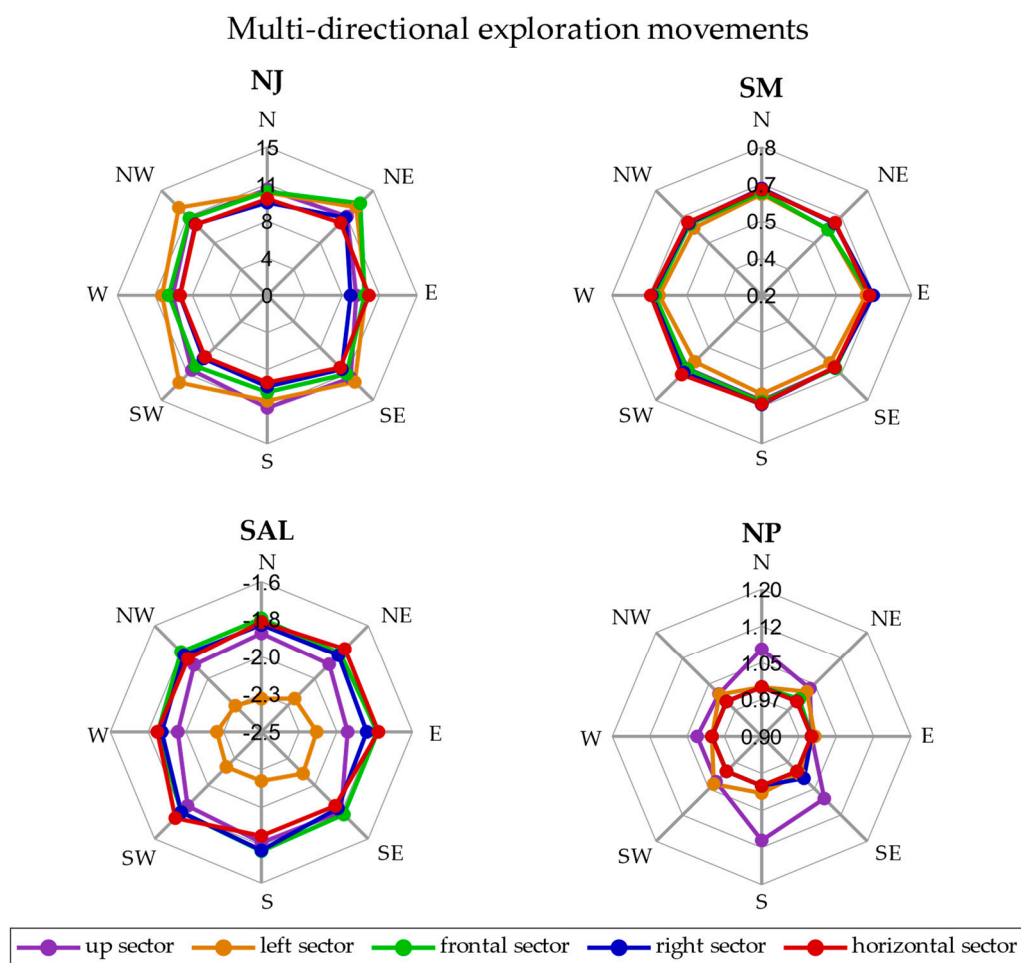 Multi-directional exploration movements
NJ
N
15
11
8
4
0
NW
NE
W
E
SW
SE
S
SM
N
0.8
0.7
0.5
0.4
0.2
NW
NE
W
E
SW
SE
S
SAL
N
-1.6
-1.8
-2.0
-2.3
-2.5
NW
NE
W
E
SW
SE
S
NP
N
1.20
1.12
1.05
0.97
0.90
NW
NE
W
E
SW
SE
S
up sector left sector frontal sector right sector horizontal sector